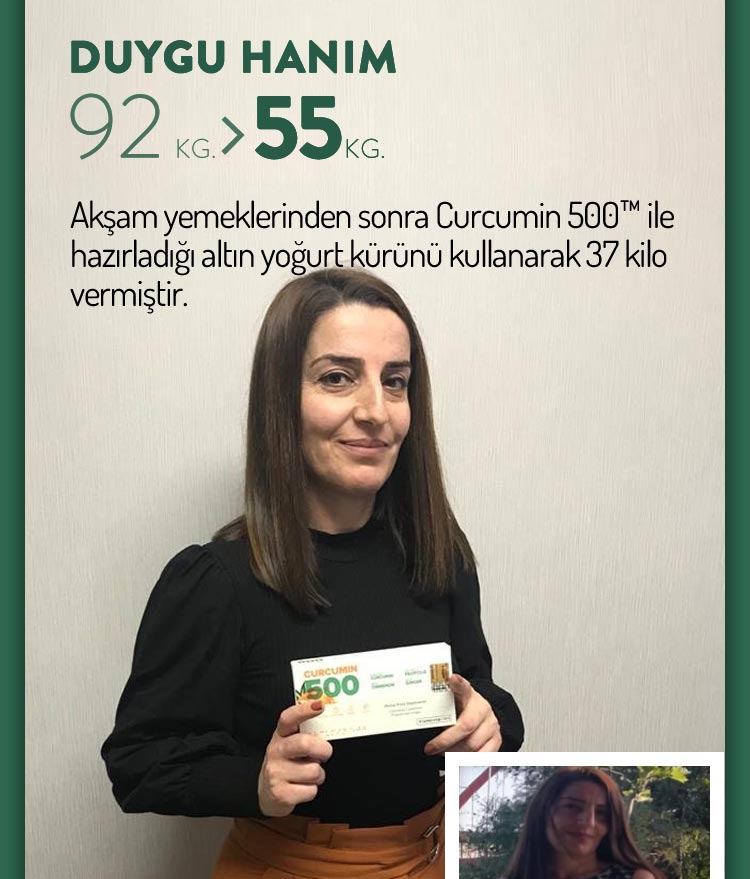 DUYGU HANIM
92 KG. > 55 KG.
Akşam yemeklerinden sonra Curcumin 500™ ile
hazırladığı altın yoğurt kürünü kullanarak 37 kilo
vermiştir.
CURCUMIN
500